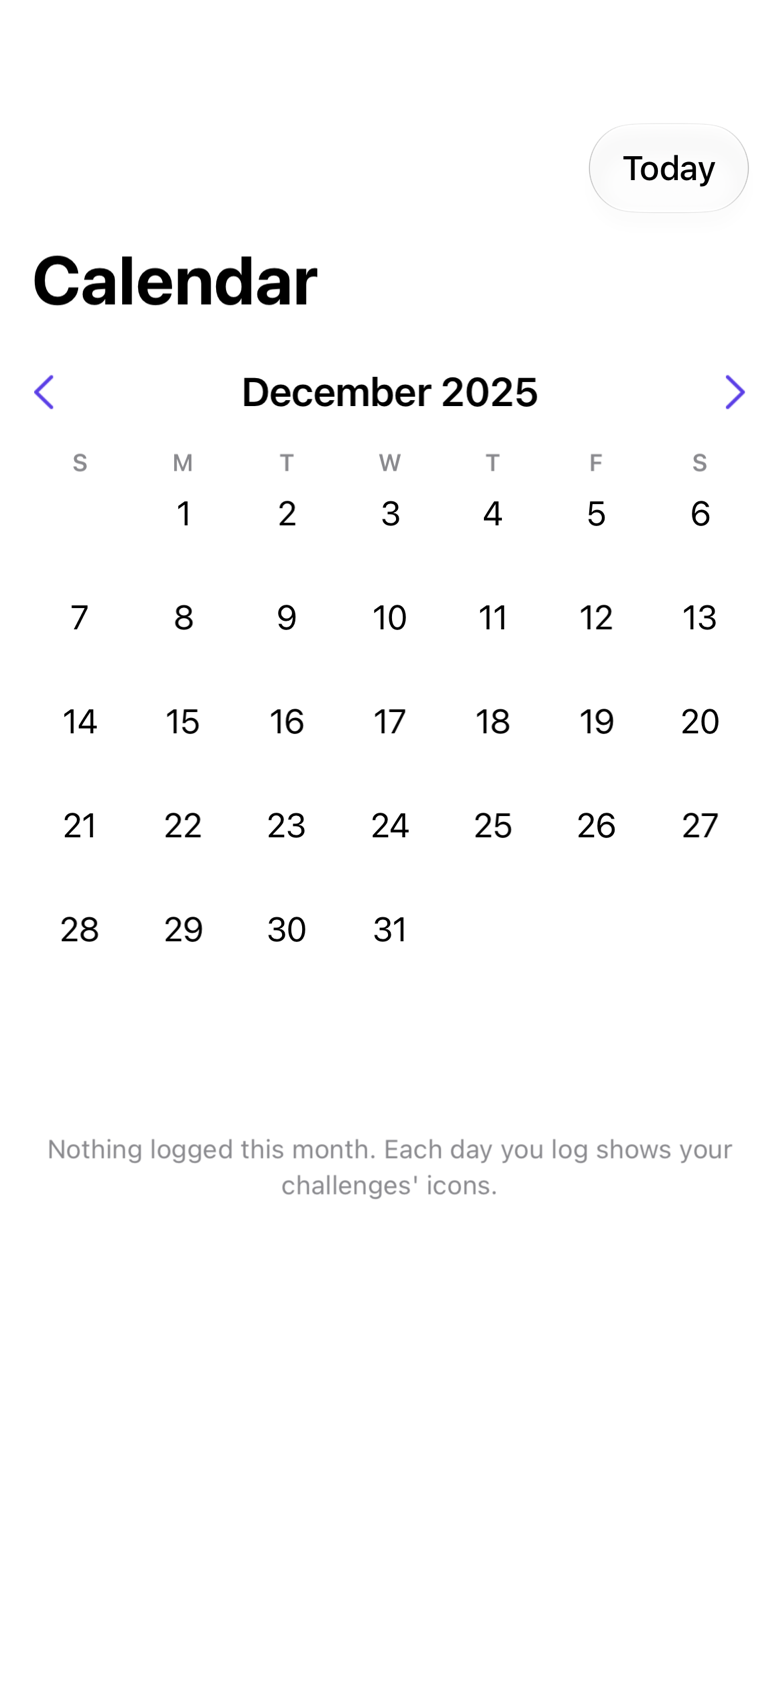 Today
Calendar
December 2025
S M T W T F S
1 2 3 4 5 6
7 8 9 10 11 12 13
14 15 16 17 18 19 20
21 22 23 24 25 26 27
28 29 30 31
Nothing logged this month. Each day you log shows your
challenges' icons.